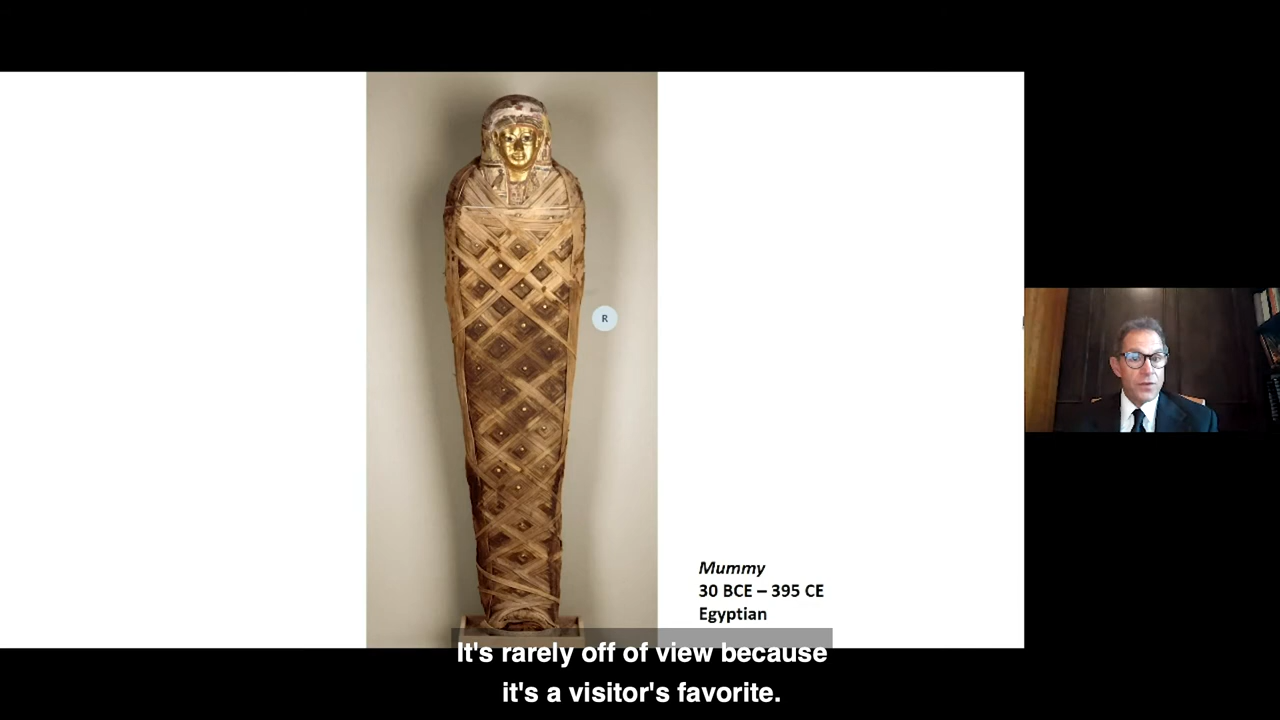 R
Mummy
30 BCE – 395 CE
Egyptian
It's rarely off of view because
it's a visitor's favorite.